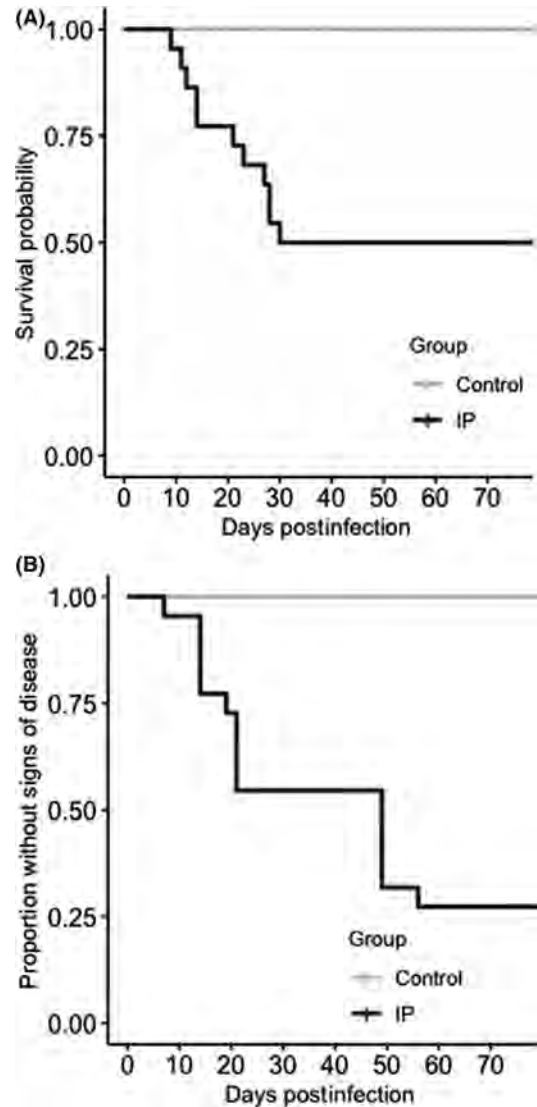 (A)
1.00
0.75
0.50
0.25
0.00
Survival probability
Group
Control
IP
0 10 20 30 40 50 60 70
Days postinfection
(B)
1.00
0.75
0.50
0.25
0.00
Proportion without signs of disease
Group
Control
IP
0 10 20 30 40 50 60 70
Days postinfection